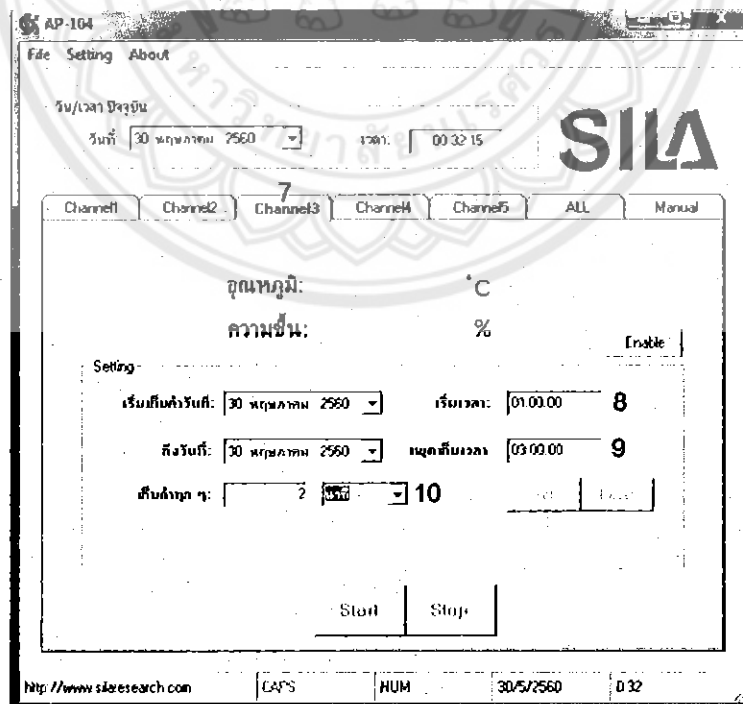 AP-104
File Setting About
วัน/เวลา ปัจจุบัน
วันที่ 30 พฤษภาคม 2560 เวลา: 00:32:15
SILA
7
Channel1 Channel2 Channel3 Channel4 Channel5 ALL Manual
อุณหภูมิ: °C
ความชื้น: %
Enable
Setting
เริ่มเก็บค่าวันที่: 30 พฤษภาคม 2560 เริ่มเวลา: 01:00:00 8
ถึงวันที่: 30 พฤษภาคม 2560 หยุดเก็บเวลา 03:00:00 9
เก็บค่าทุก ๆ: 2 10
Start Stop
http://www.silaresearch.com CAPS NUM 30/5/2560 0:32